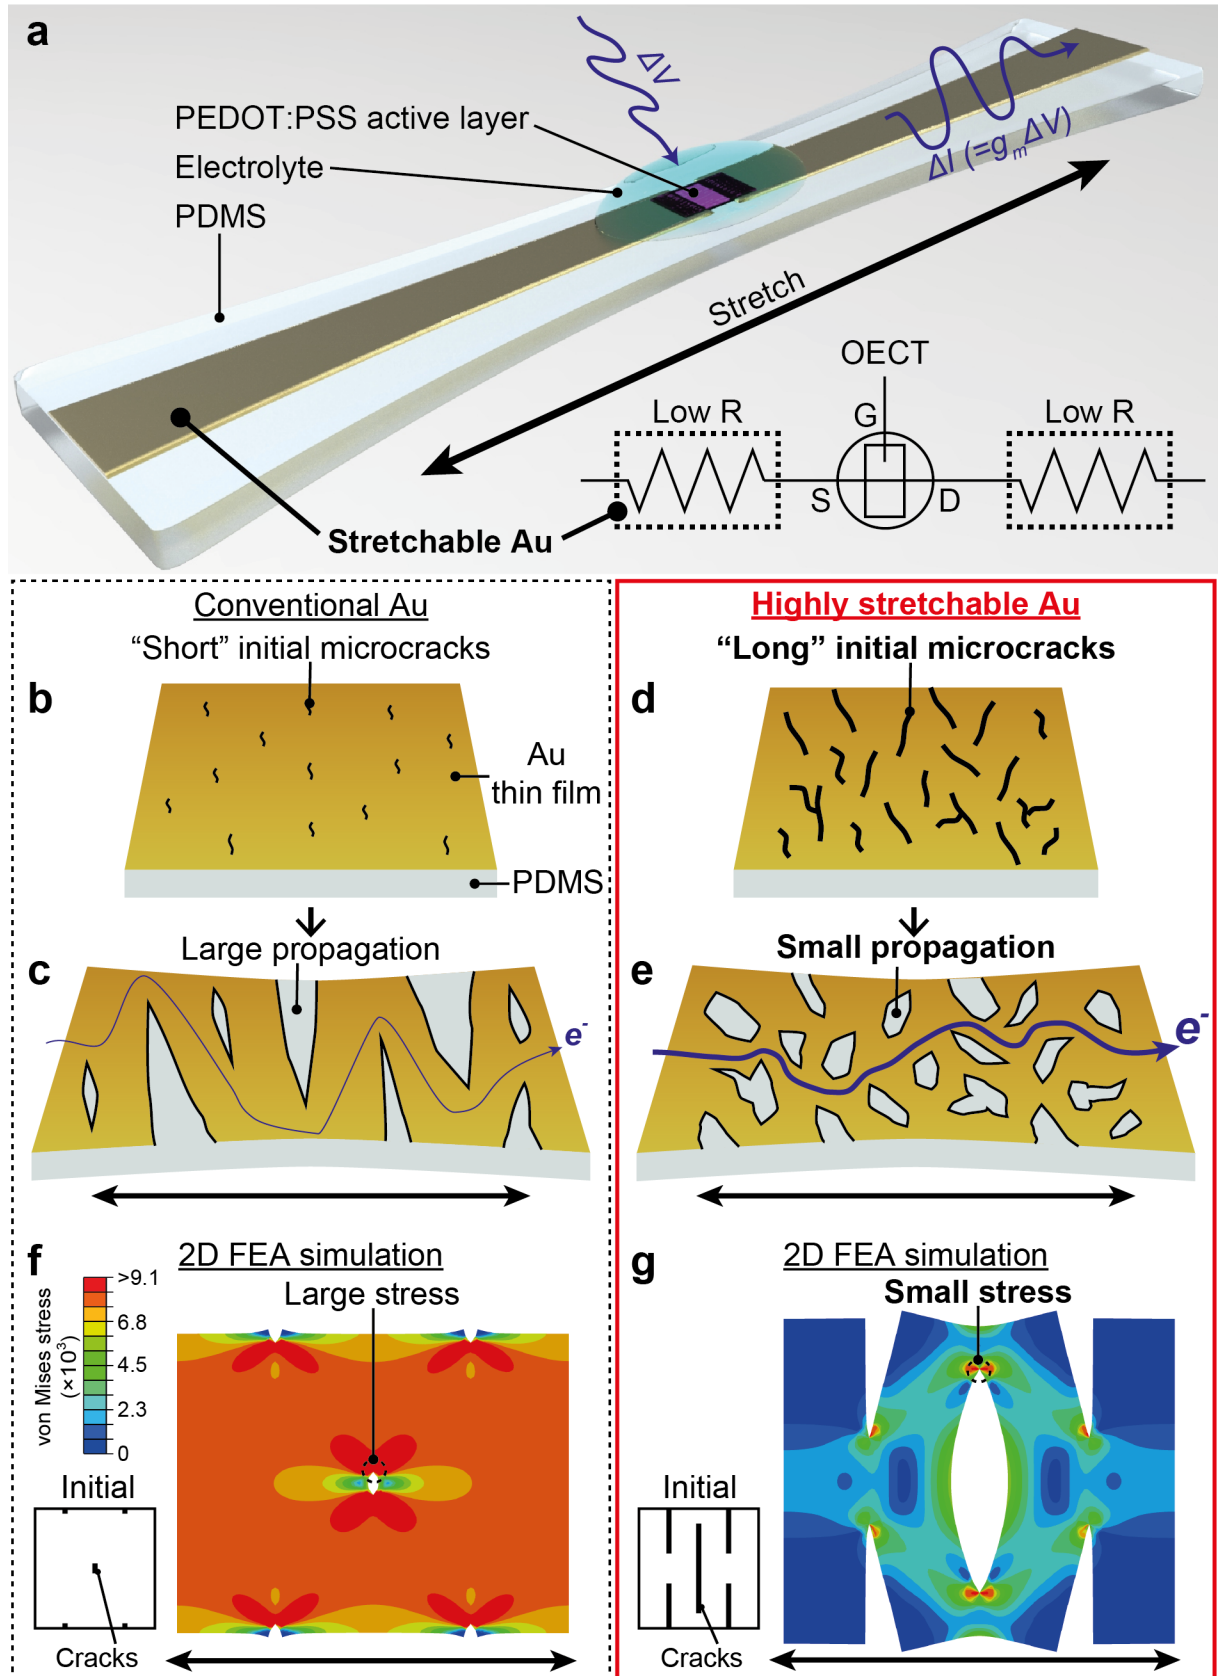 a
ΔV
PEDOT:PSS active layer
Electrolyte
PDMS
ΔI (=gmΔV)
Stretch
OECT
Low R
G
Low R
S
D
Stretchable Au
Conventional Au
“Short” initial microcracks
b
Au
thin film
PDMS
Large propagation
c
e-
Highly stretchable Au
“Long” initial microcracks
d
Small propagation
e
e-
f
2D FEA simulation
Large stress
von Mises stress
(×10³)
>9.1
6.8
4.5
2.3
0
Initial
Cracks
g
2D FEA simulation
Small stress
Initial
Cracks